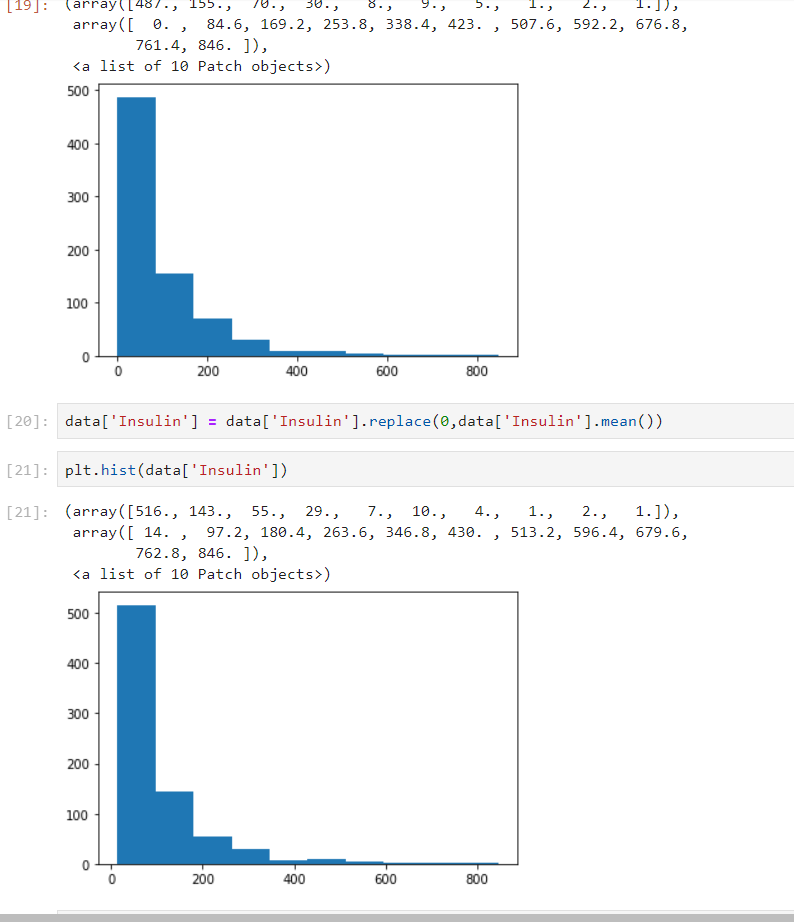 [19]: (array([487., 155., 70., 30., 8., 9., 5., 1., 2., 1.]),
array([ 0. , 84.6, 169.2, 253.8, 338.4, 423. , 507.6, 592.2, 676.8,
761.4, 846. ]),
<a list of 10 Patch objects>)
500
400
300
200
100
0
0 200 400 600 800
[20]: data['Insulin'] = data['Insulin'].replace(0,data['Insulin'].mean())
[21]: plt.hist(data['Insulin'])
[21]: (array([516., 143., 55., 29., 7., 10., 4., 1., 2., 1.]),
array([ 14. , 97.2, 180.4, 263.6, 346.8, 430. , 513.2, 596.4, 679.6,
762.8, 846. ]),
<a list of 10 Patch objects>)
500
400
300
200
100
0
0 200 400 600 800